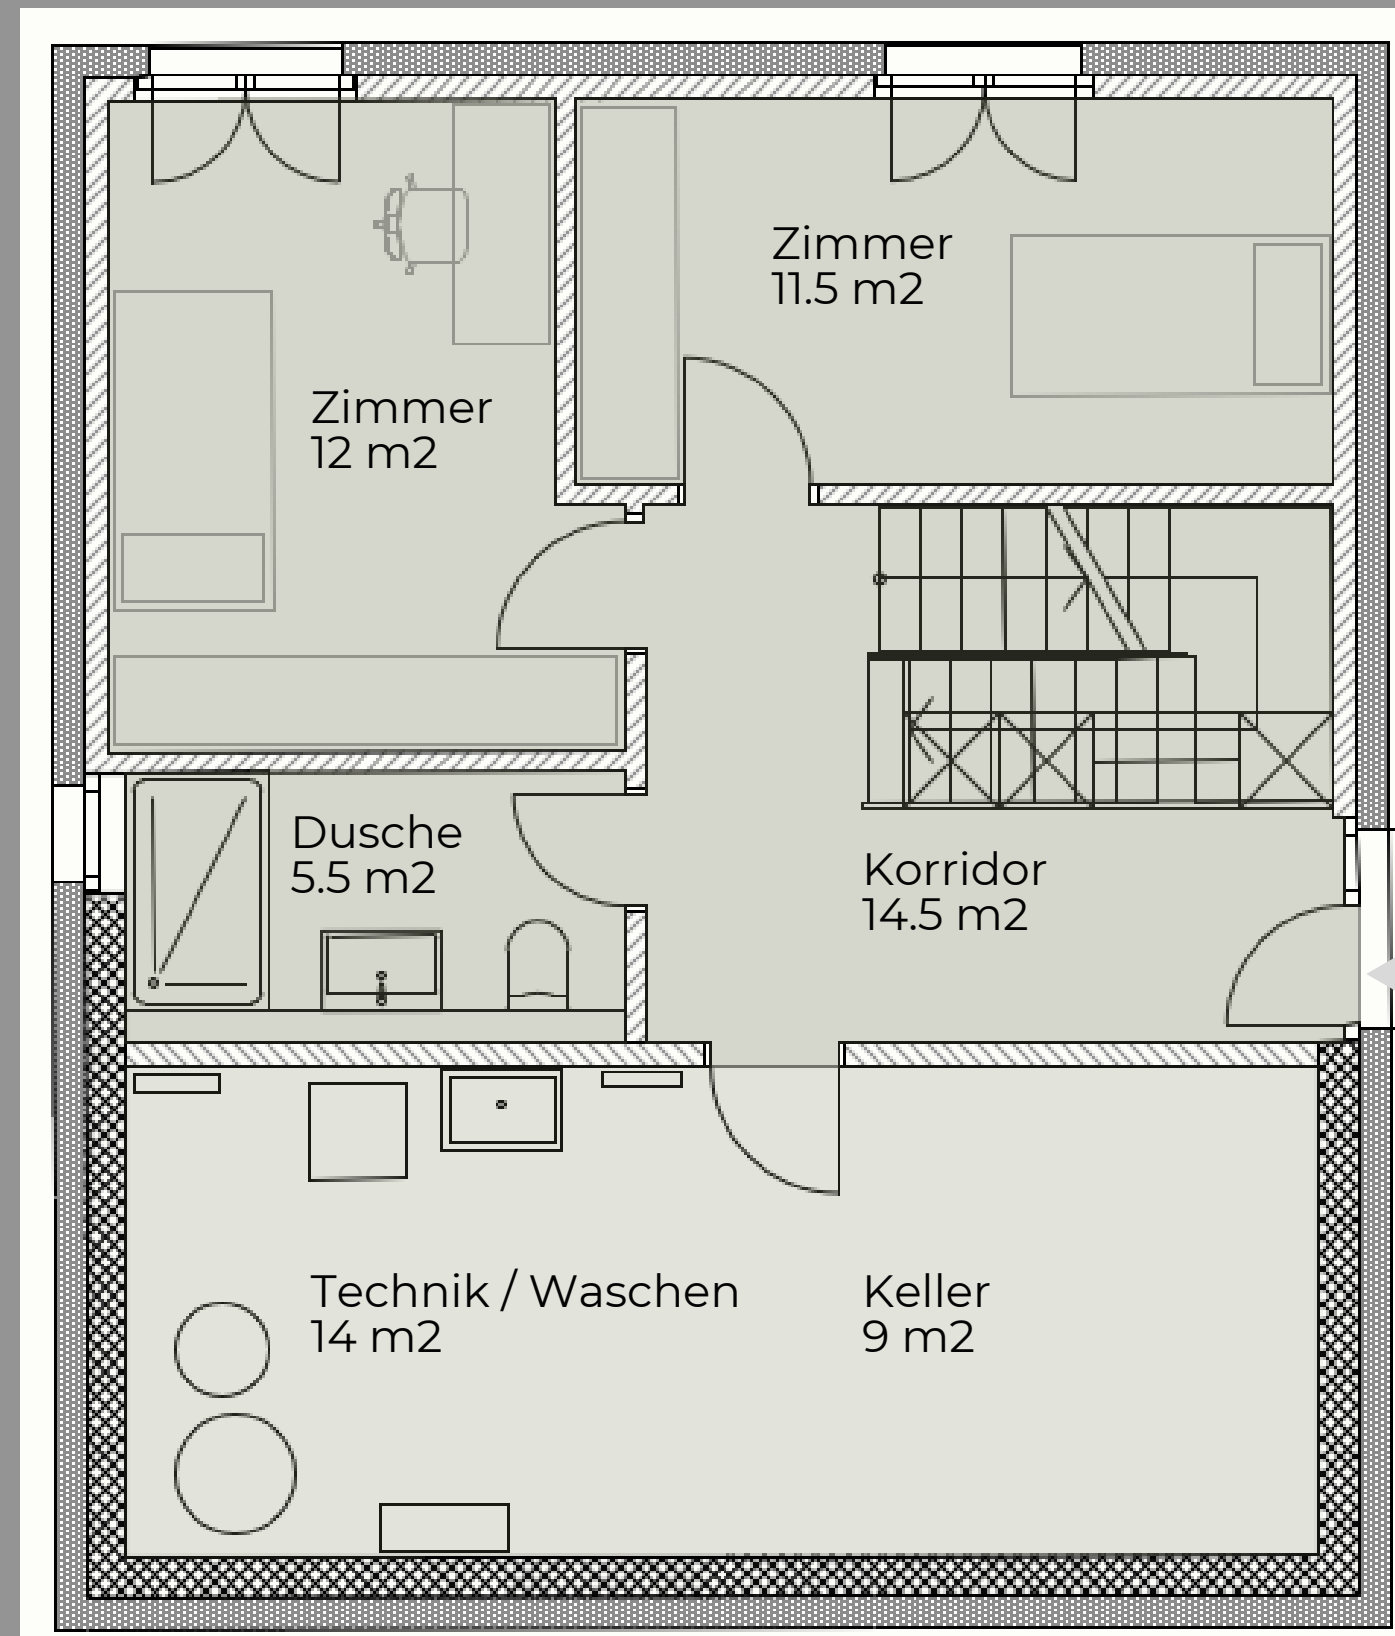 Zimmer
11.5 m2
Zimmer
12 m2
Dusche
5.5 m2
Korridor
14.5 m2
Technik / Waschen
14 m2
Keller
9 m2